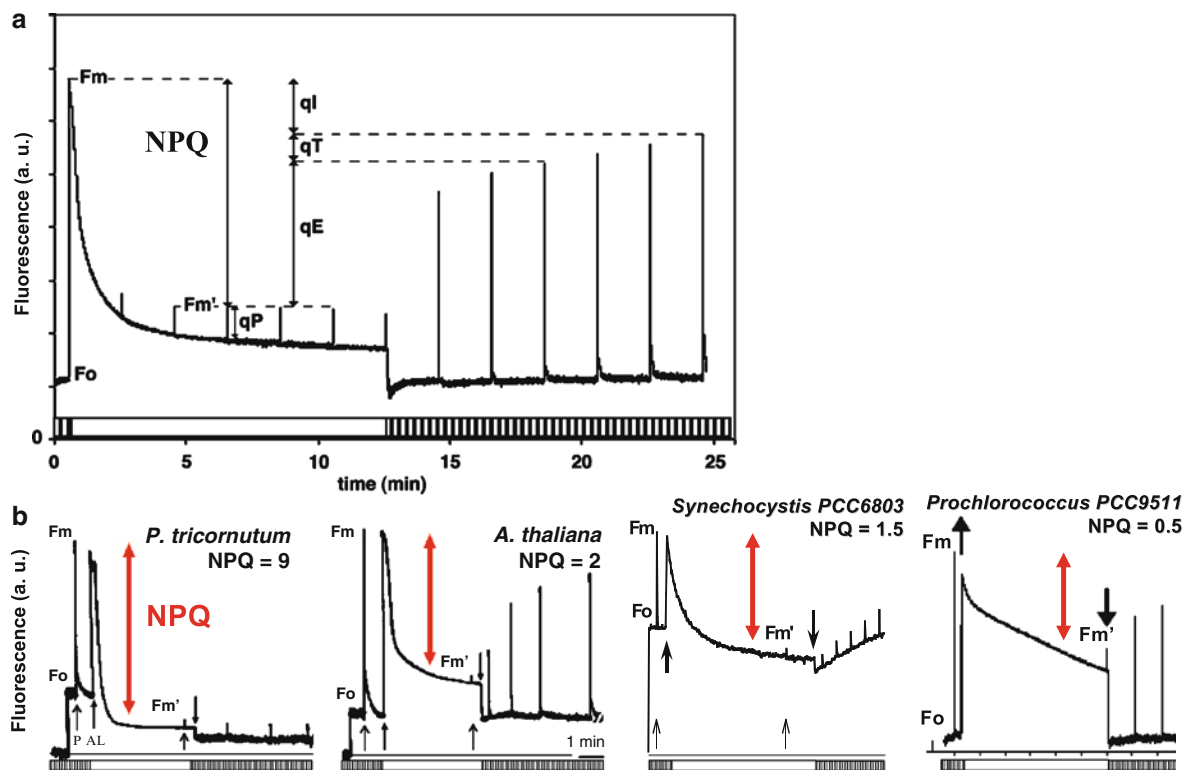 a
Fluorescence (a. u.)
Fm
NPQ
qI
qT
qE
Fm'
qP
Fo
0
0 5 10 15 20 25
time (min)
b
Fluorescence (a. u.)
Fm
P. tricornutum
NPQ = 9
NPQ
Fo
Fm'
P AL
Fm
A. thaliana
NPQ = 2
Fo
Fm'
1 min
Synechocystis PCC6803
NPQ = 1.5
Fm
Fo
Fm'
Prochlorococcus PCC9511
NPQ = 0.5
Fm
Fm'
Fo